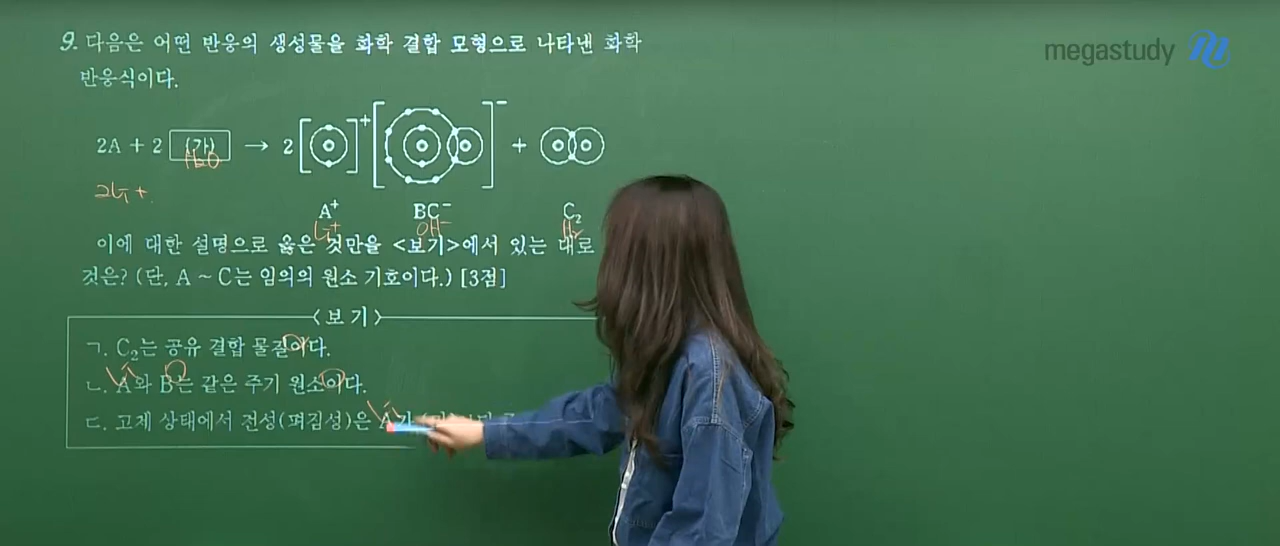 megastudy
9. 다음은 어떤 반응의 생성물을 화학 결합 모형으로 나타낸 화학
반응식이다.
2A + 2 (가) → 2 [ ]⁺ [ ]⁻ +
H₂O
2Li +
A⁺ BC⁻ C₂
Li⁺ OH⁻ H₂
이에 대한 설명으로 옳은 것만을 <보기>에서 있는 대로
것은? (단, A ~ C는 임의의 원소 기호이다.) [3점]
<보기>
ㄱ. C₂는 공유 결합 물질이다.
Li O
ㄴ. A와 B는 같은 주기 원소이다.
Li
ㄷ. 고체 상태에서 전성(펴짐성)은 A가